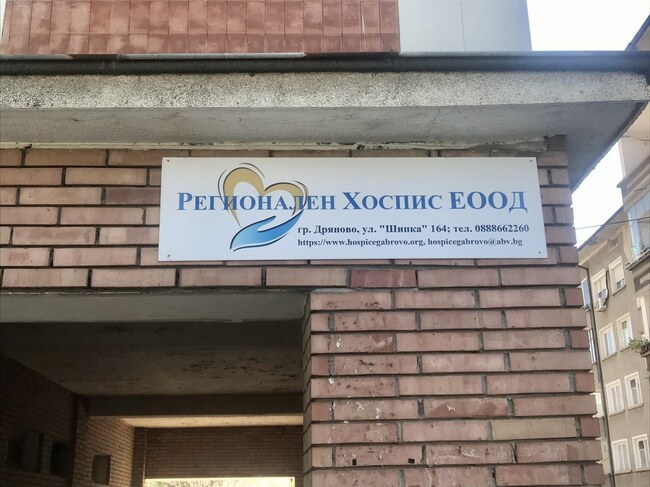 Регионален Хоспис ЕООД
гр. Дряново, ул. "Шипка" 164; тел. 0888662260
https://www.hospicegabrovo.org, hospicegabrovo@abv.bg